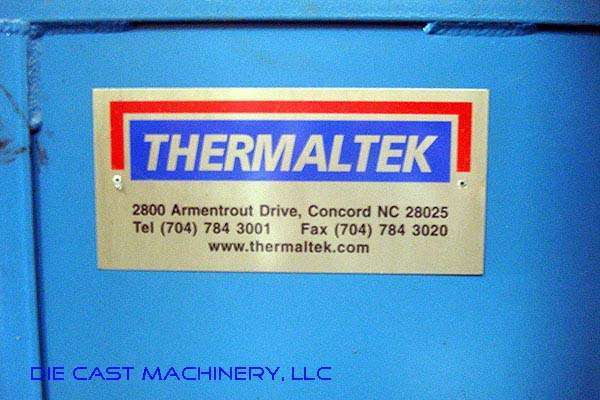 THERMALTEK
2800 Armentrout Drive, Concord NC 28025
Tel (704) 784 3001 Fax (704) 784 3020
www.thermaltek.com
DIE CAST MACHINERY, LLC